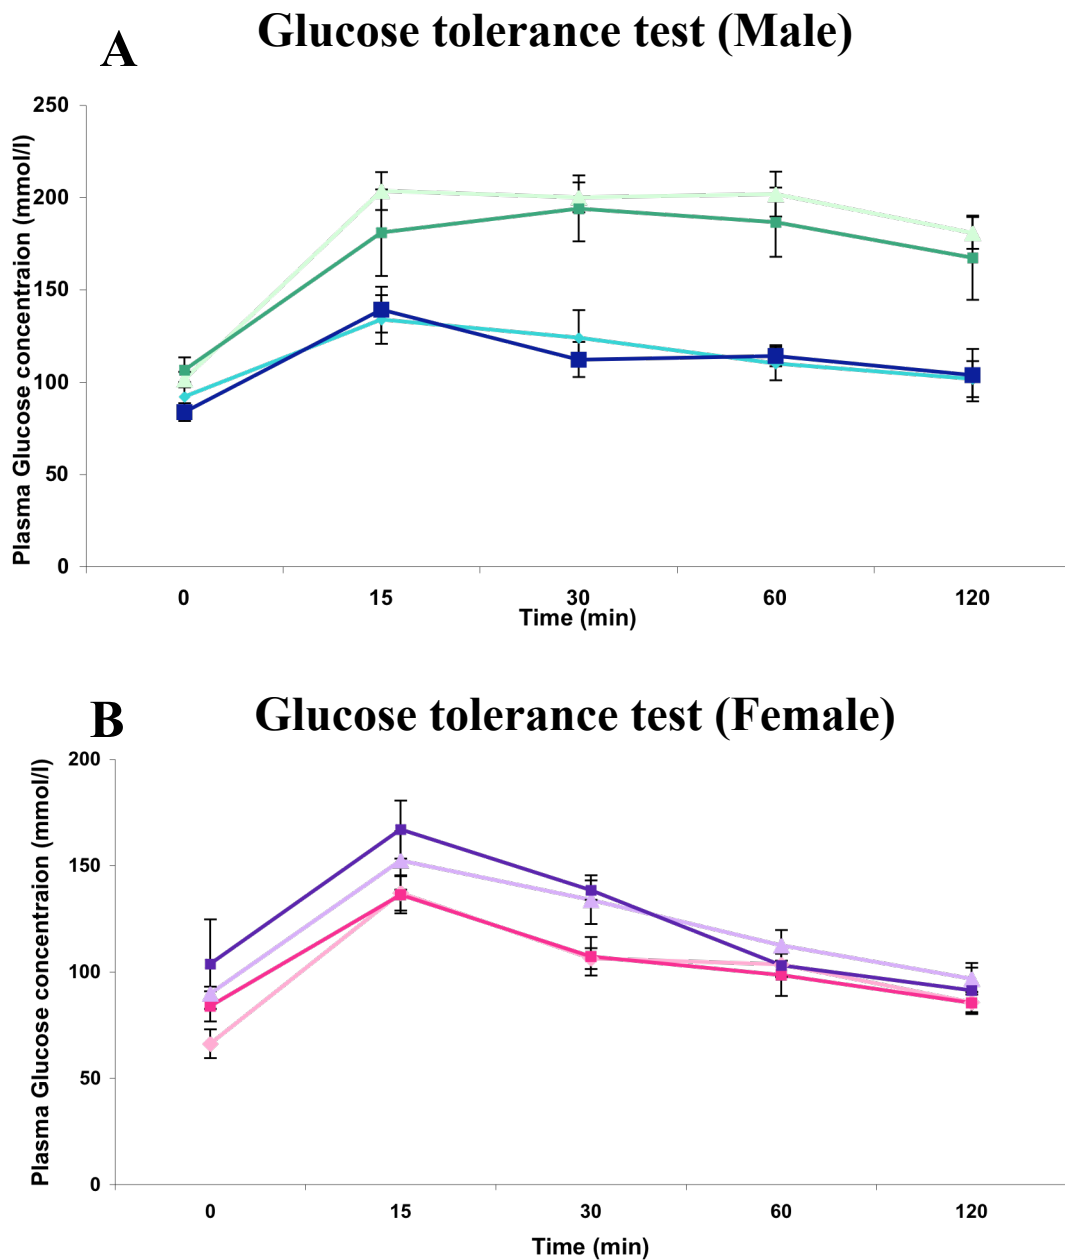 A
Glucose tolerance test (Male)
Plasma Glucose concentraion (mmol/l)
250
200
150
100
50
0
0 15 30 60 120
Time (min)
B
Glucose tolerance test (Female)
Plasma Glucose concentraion (mmol/l)
200
150
100
50
0
0 15 30 60 120
Time (min)